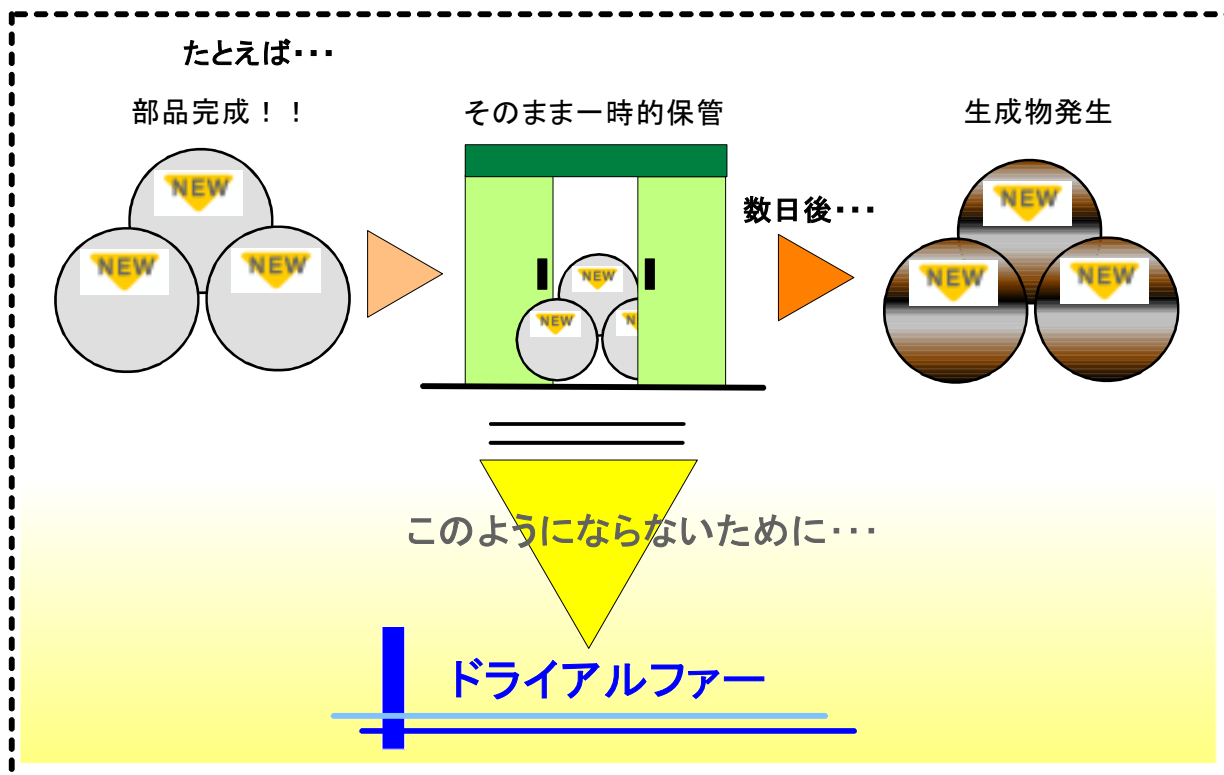 たとえば･･･
部品完成！！
そのまま一時的保管
生成物発生
NEW
NEW
NEW
NEW
NEW
N
数日後･･･
NEW
NEW
NEW
このようにならないために･･･
ドライアルファー